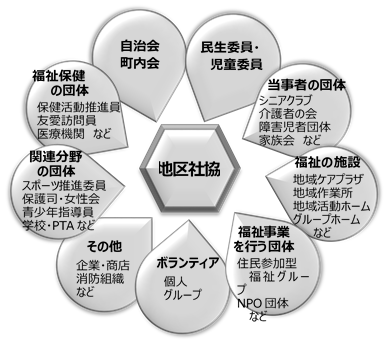 自治会
町内会
民生委員・
児童委員
当事者の団体
シニアクラブ
介護者の会
障害児者団体
家族会 など
福祉の施設
地域ケアプラザ
地域作業所
地域活動ホーム
グループホーム
など
福祉事業
を行う団体
住民参加型
福祉グルー
プ
NPO団体
など
ボランティア
個人
グループ
その他
企業・商店
消防組織
など
関連分野
の団体
スポーツ推進委員
保護司・女性会
青少年指導員
学校・PTAなど
福祉保健
の団体
保健活動推進員
友愛訪問員
医療機関 など
地区社協